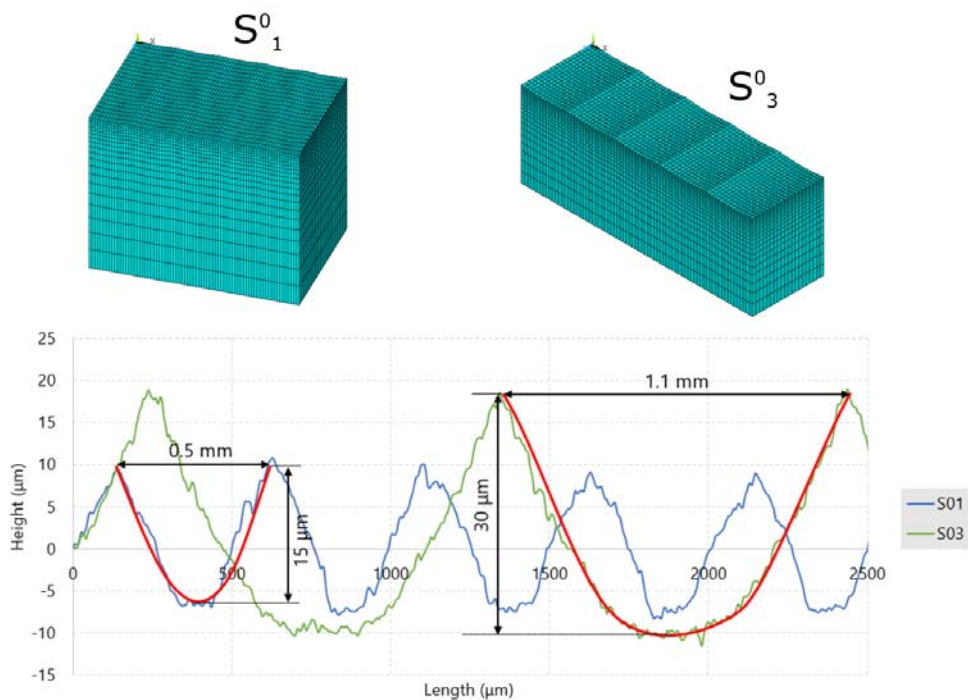 S⁰₁
S⁰₃
x
x
25
20
15
10
5
0
-5
-10
-15
Height (µm)
0
500
1000
1500
2000
2500
Length (µm)
0.5 mm
15 µm
1.1 mm
30 µm
S01
S03